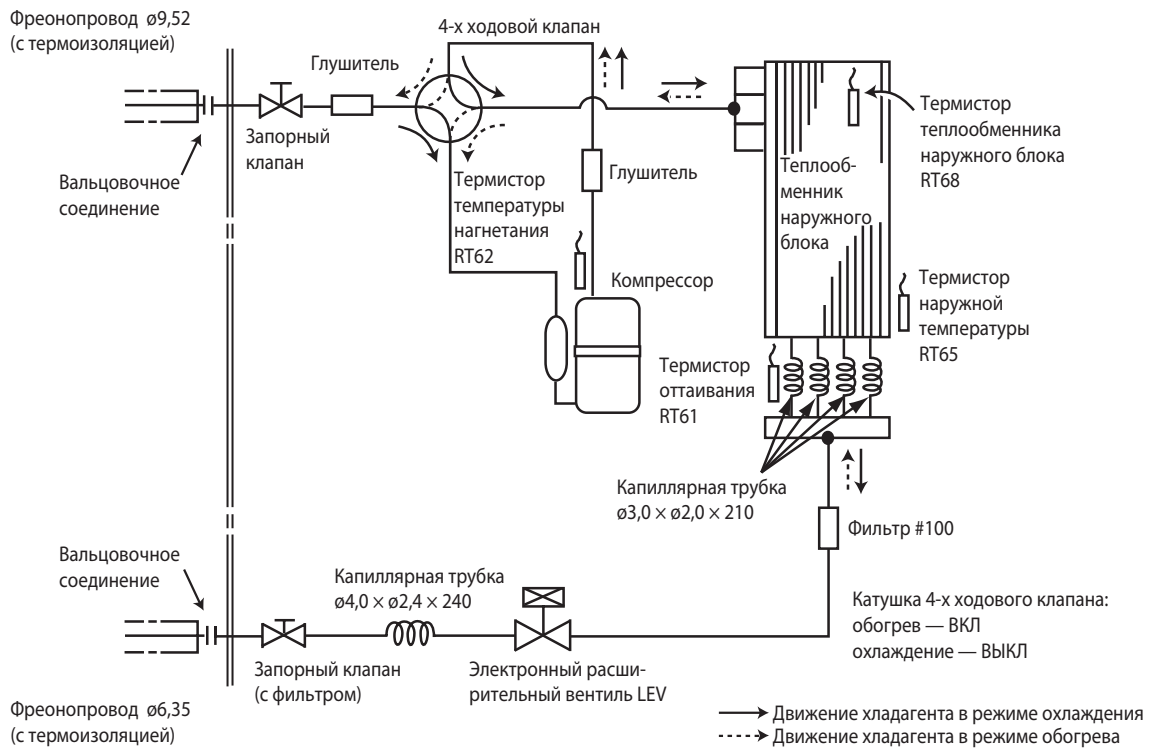 Фреонопровод ø9,52
(с термоизоляцией)
4-х ходовой клапан
Глушитель
Запорный
клапан
Вальцовочное
соединение
Термистор
температуры
нагнетания
RT62
Глушитель
Компрессор
Теплооб-
менник
наружного
блока
Термистор
теплообменника
наружного блока
RT68
Термистор
наружной
температуры
RT65
Термистор
оттаивания
RT61
Капиллярная трубка
ø3,0 × ø2,0 × 210
Фильтр #100
Вальцовочное
соединение
Капиллярная трубка
ø4,0 × ø2,4 × 240
Запорный клапан
(с фильтром)
Электронный расши-
рительный вентиль LEV
Катушка 4-х ходового клапана:
обогрев — ВКЛ
охлаждение — ВЫКЛ
Фреонопровод ø6,35
(с термоизоляцией)
Движение хладагента в режиме охлаждения
Движение хладагента в режиме обогрева